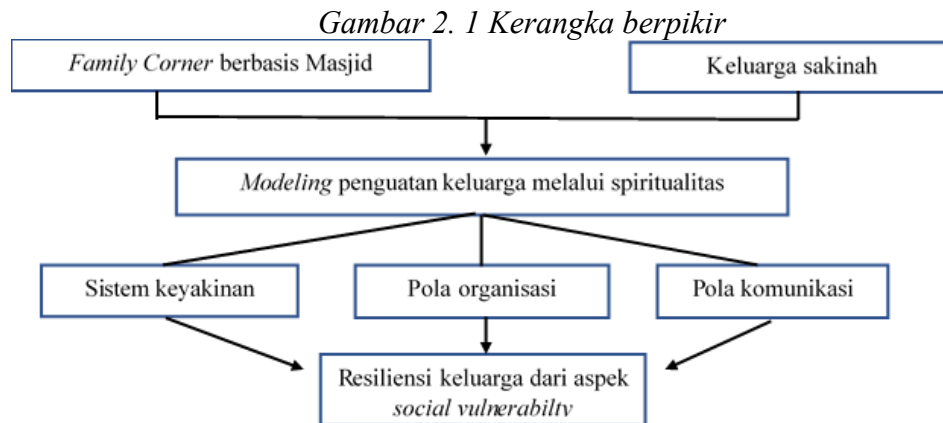 Gambar 2. 1 Kerangka berpikir
Family Corner berbasis Masjid
Keluarga sakinah
Modeling penguatan keluarga melalui spiritualitas
Sistem keyakinan
Pola organisasi
Pola komunikasi
Resiliensi keluarga dari aspek
social vulnerabilty